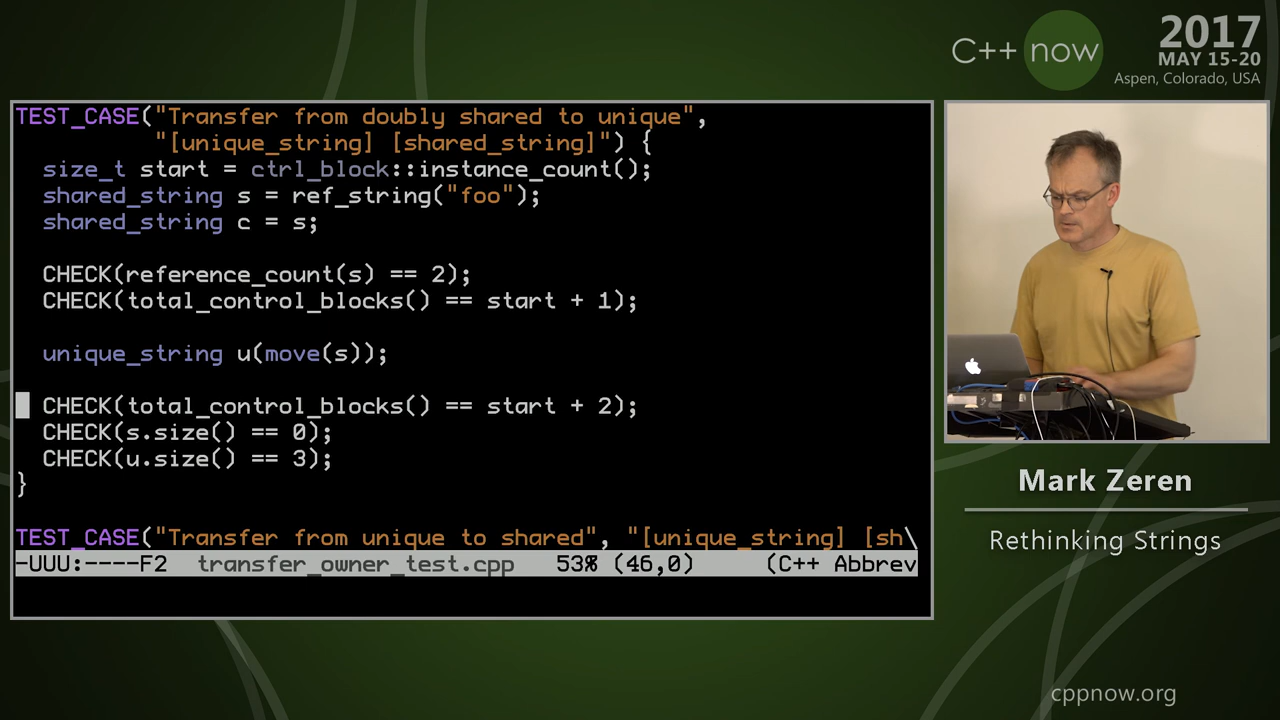 C++ now
2017
MAY 15-20
Aspen, Colorado, USA
TEST_CASE("Transfer from doubly shared to unique",
"[unique_string] [shared_string]") {
size_t start = ctrl_block::instance_count();
shared_string s = ref_string("foo");
shared_string c = s;
CHECK(reference_count(s) == 2);
CHECK(total_control_blocks() == start + 1);
unique_string u(move(s));
CHECK(total_control_blocks() == start + 2);
CHECK(s.size() == 0);
CHECK(u.size() == 3);
}
TEST_CASE("Transfer from unique to shared", "[unique_string] [sh\
-UUU:----F2 transfer_owner_test.cpp 53% (46,0) (C++ Abbrev
Mark Zeren
Rethinking Strings
cppnow.org